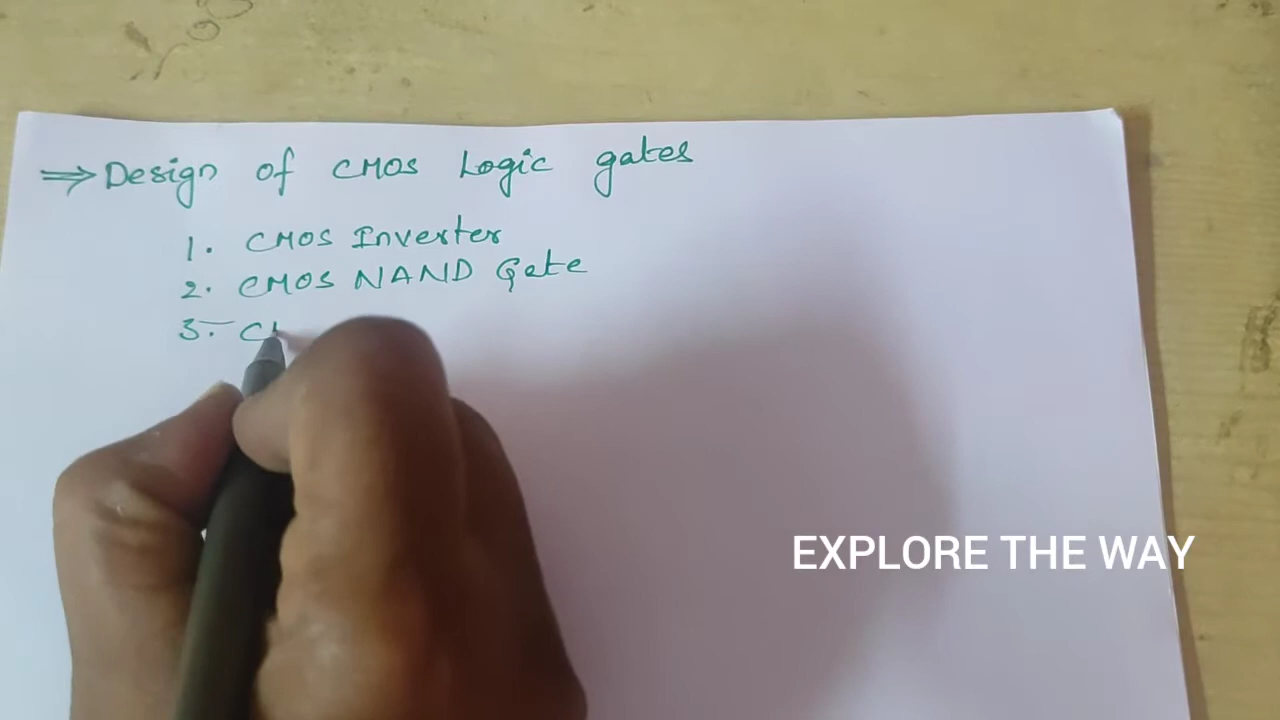 ⇒ Design of CMOS Logic gates
1. CMOS Inverter
2. CMOS NAND Gate
3. C
EXPLORE THE WAY